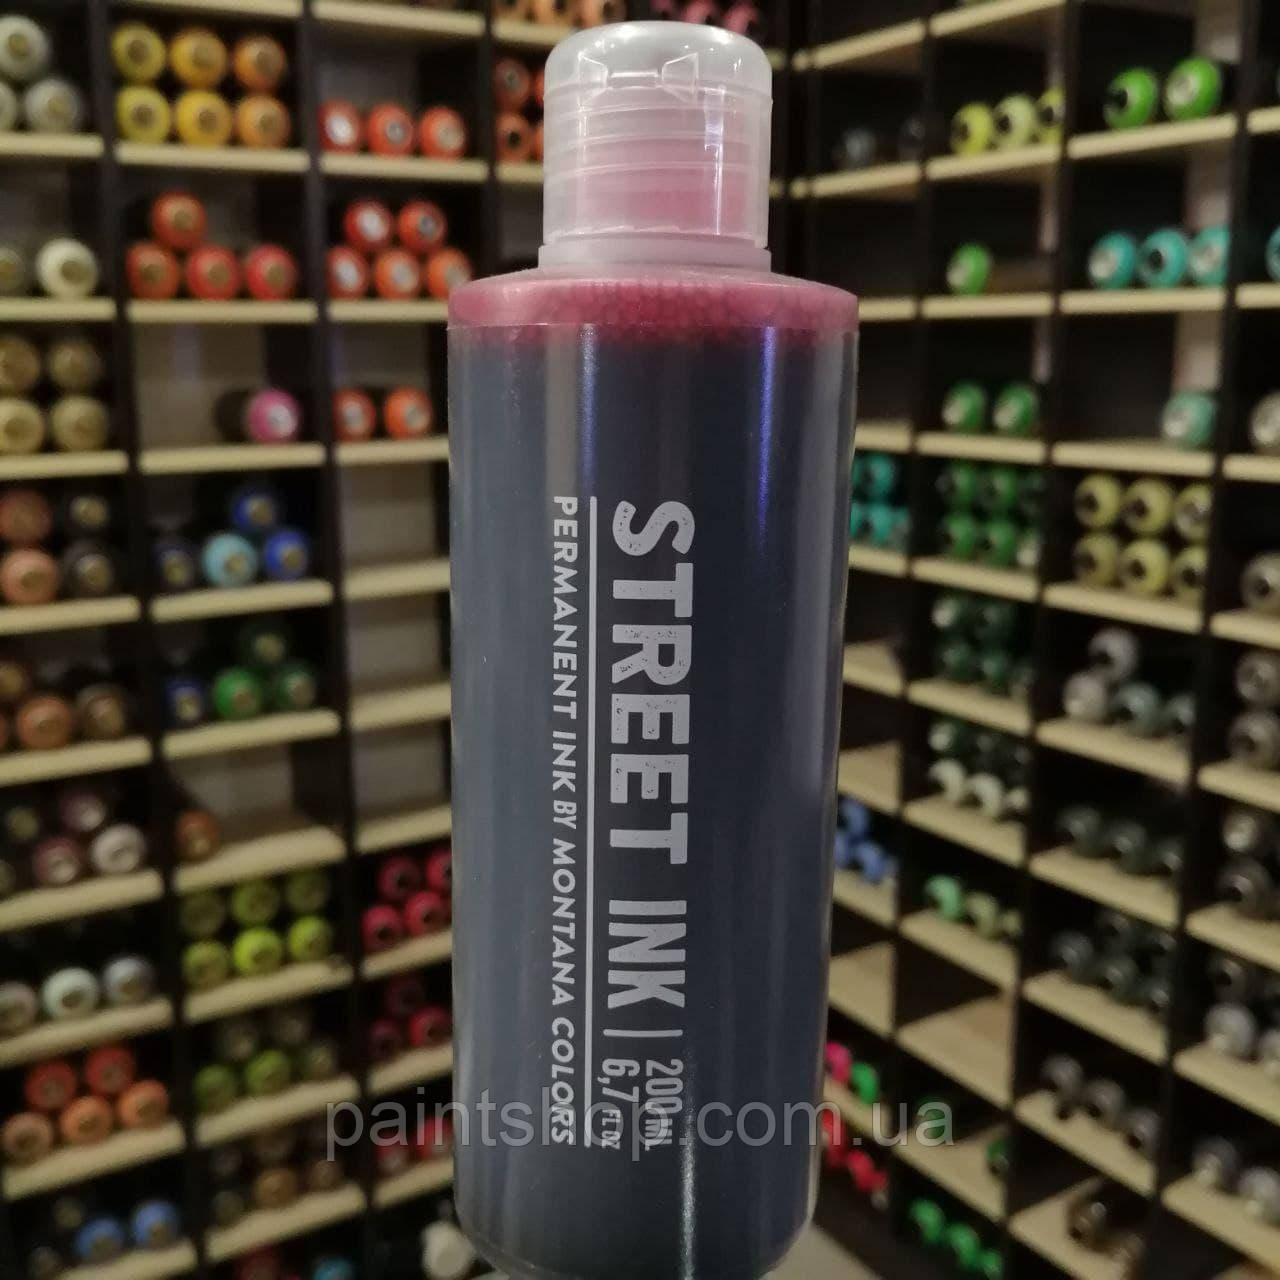 STREET INK | 200 ML
6,7 FL OZ
PERMANENT INK BY MONTANA COLORS
paintshop.com.ua